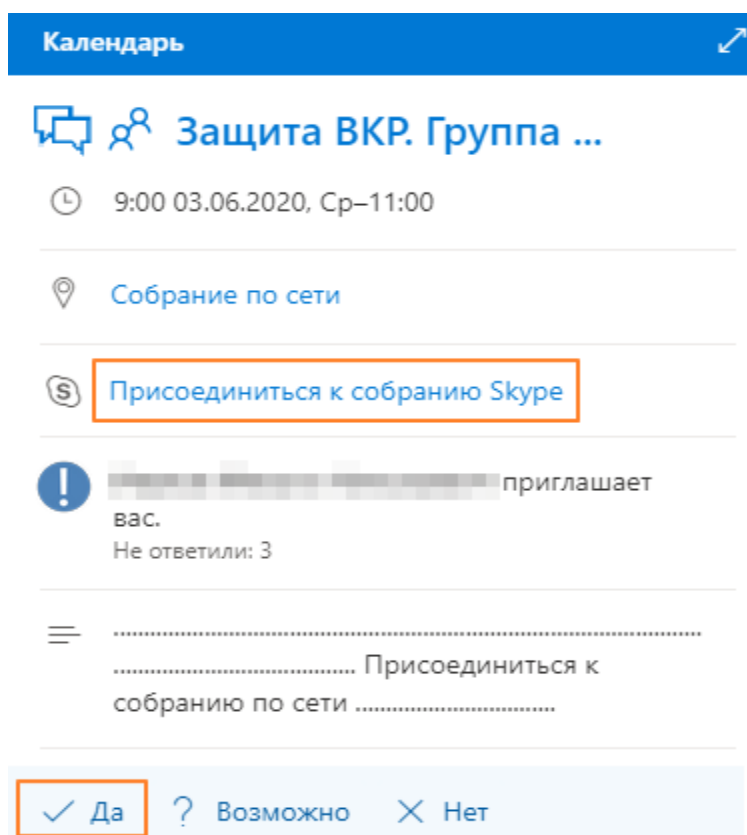 Календарь
Защита ВКР. Группа ...
9:00 03.06.2020, Ср–11:00
Собрание по сети
Присоединиться к собранию Skype
приглашает
вас.
Не ответили: 3
.....................................................................................................
......................................... Присоединиться к
собранию по сети ..................................
Да ? Возможно Нет